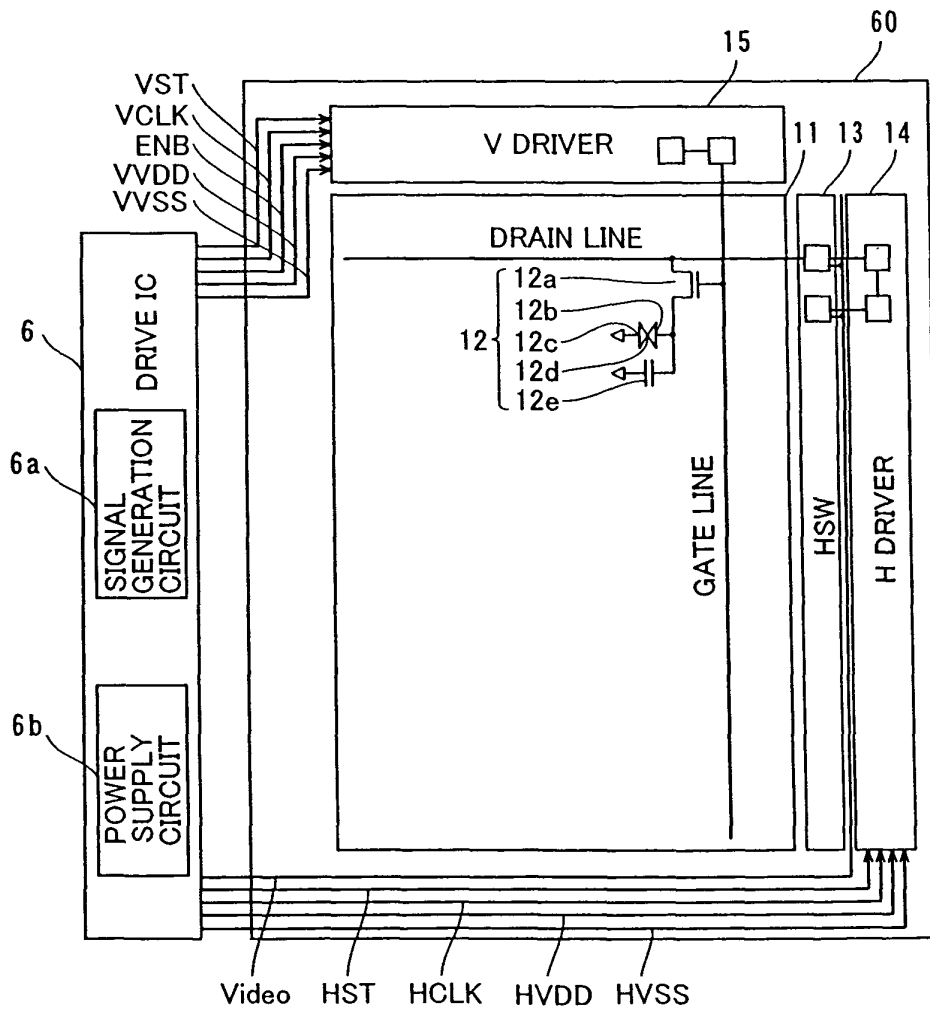 60
15
VST
VCLK
ENB
VVDD
VVSS
V DRIVER
11
13
14
DRAIN LINE
12
12a
12b
12c
12d
12e
6
DRIVE IC
6a
SIGNAL
GENERATION
CIRCUIT
GATE LINE
HSW
H DRIVER
6b
POWER
SUPPLY
CIRCUIT
Video
HST
HCLK
HVDD
HVSS